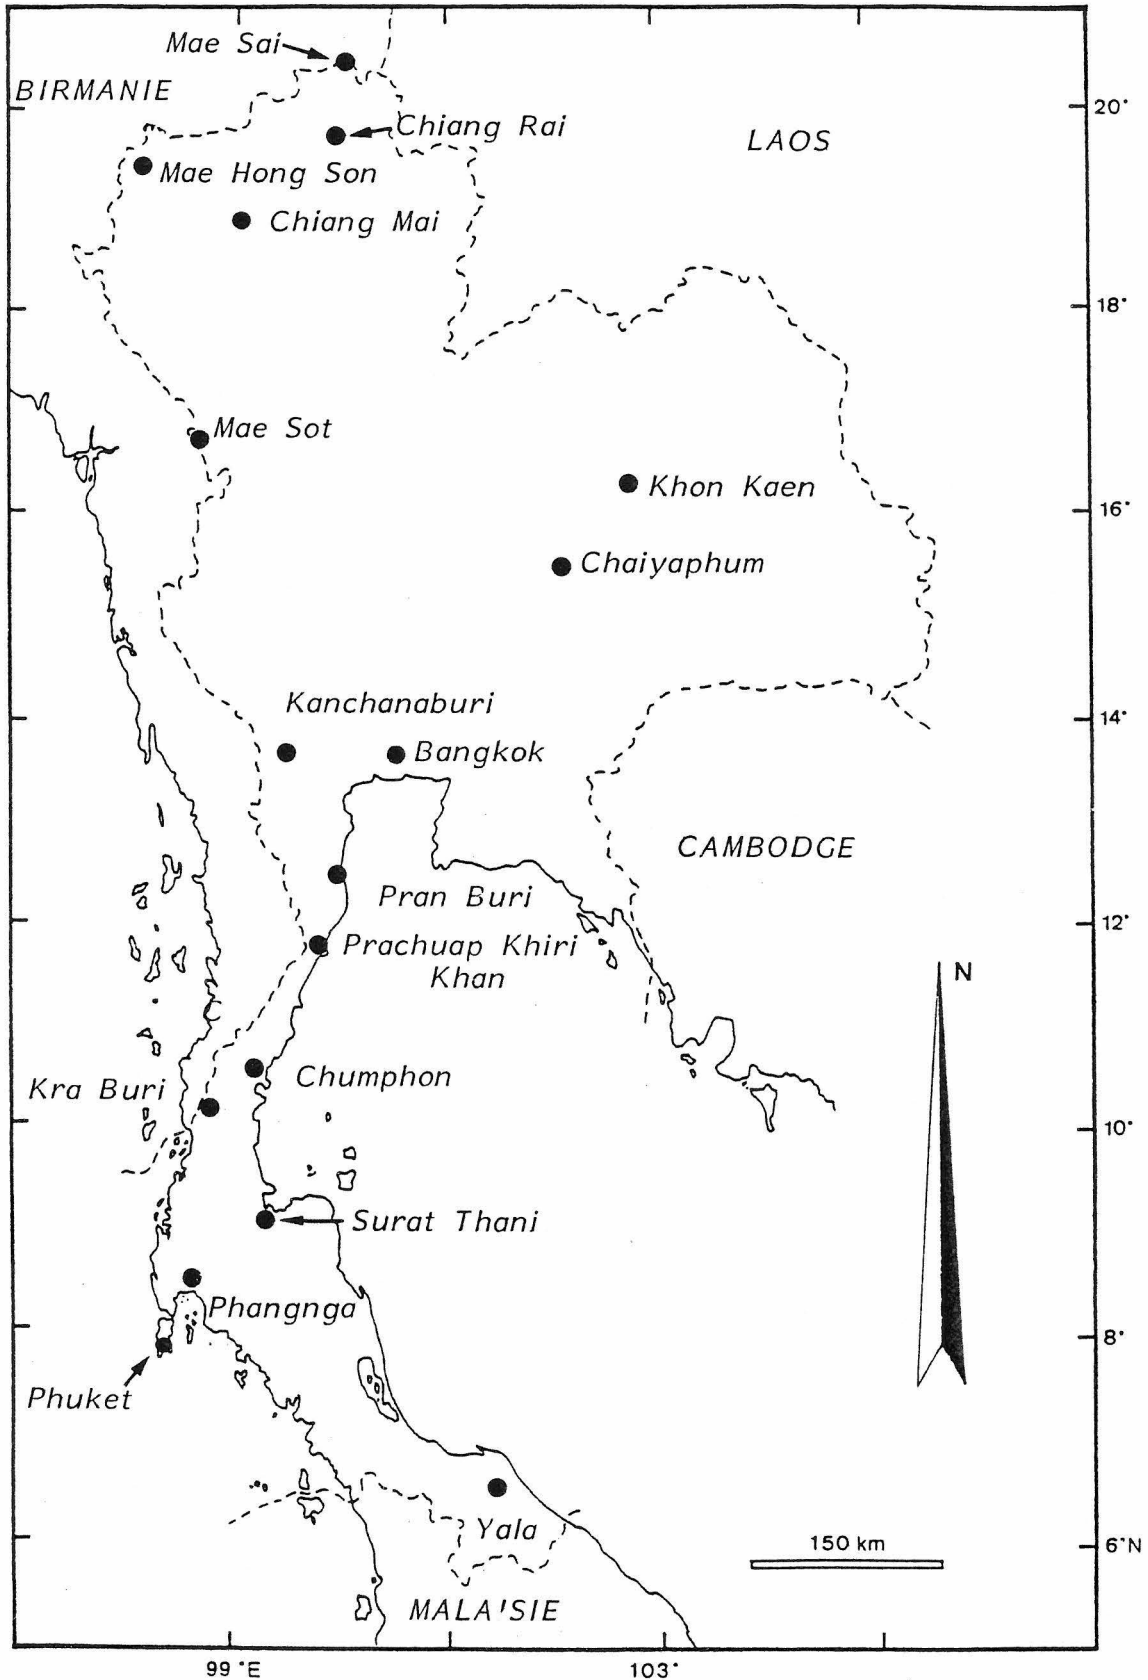 Mae Sai
BIRMANIE
20°
Chiang Rai
LAOS
Mae Hong Son
Chiang Mai
18°
Mae Sot
Khon Kaen
16°
Chaiyaphum
Kanchanaburi
14°
Bangkok
CAMBODGE
Pran Buri
12°
Prachuap Khiri
Khan
N
Chumphon
Kra Buri
10°
Surat Thani
Phangnga
8°
Phuket
Yala
150 km
6°N
MALA'SIE
99°E
103°